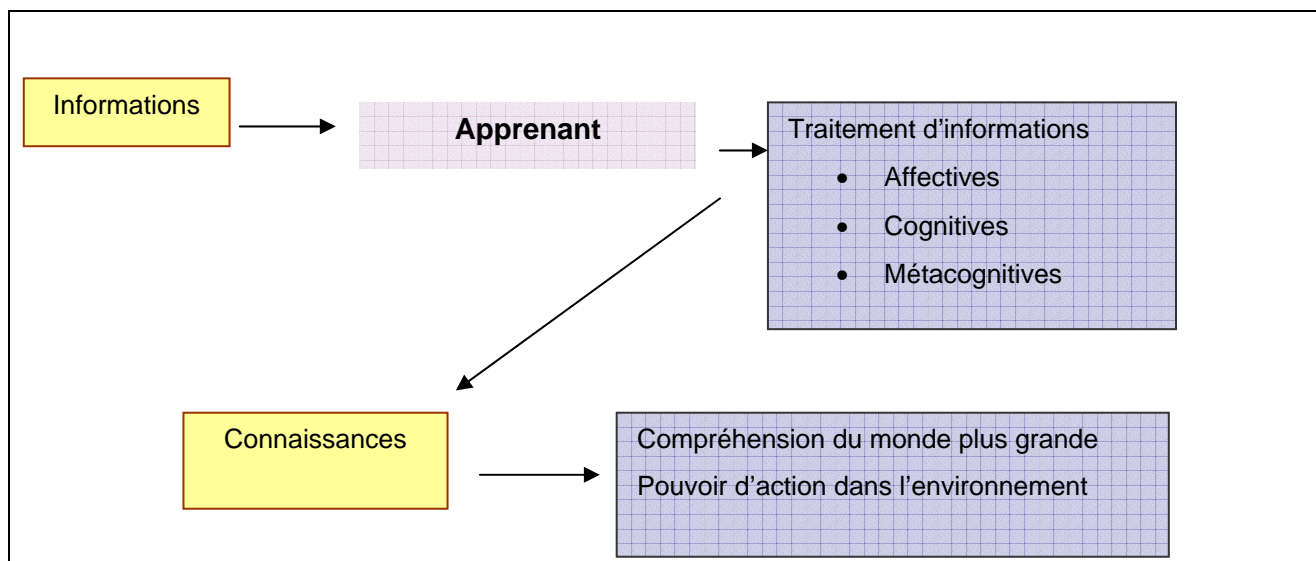 Informations
Apprenant
Traitement d’informations
• Affectives
• Cognitives
• Métacognitives
Connaissances
Compréhension du monde plus grande
Pouvoir d’action dans l’environnement